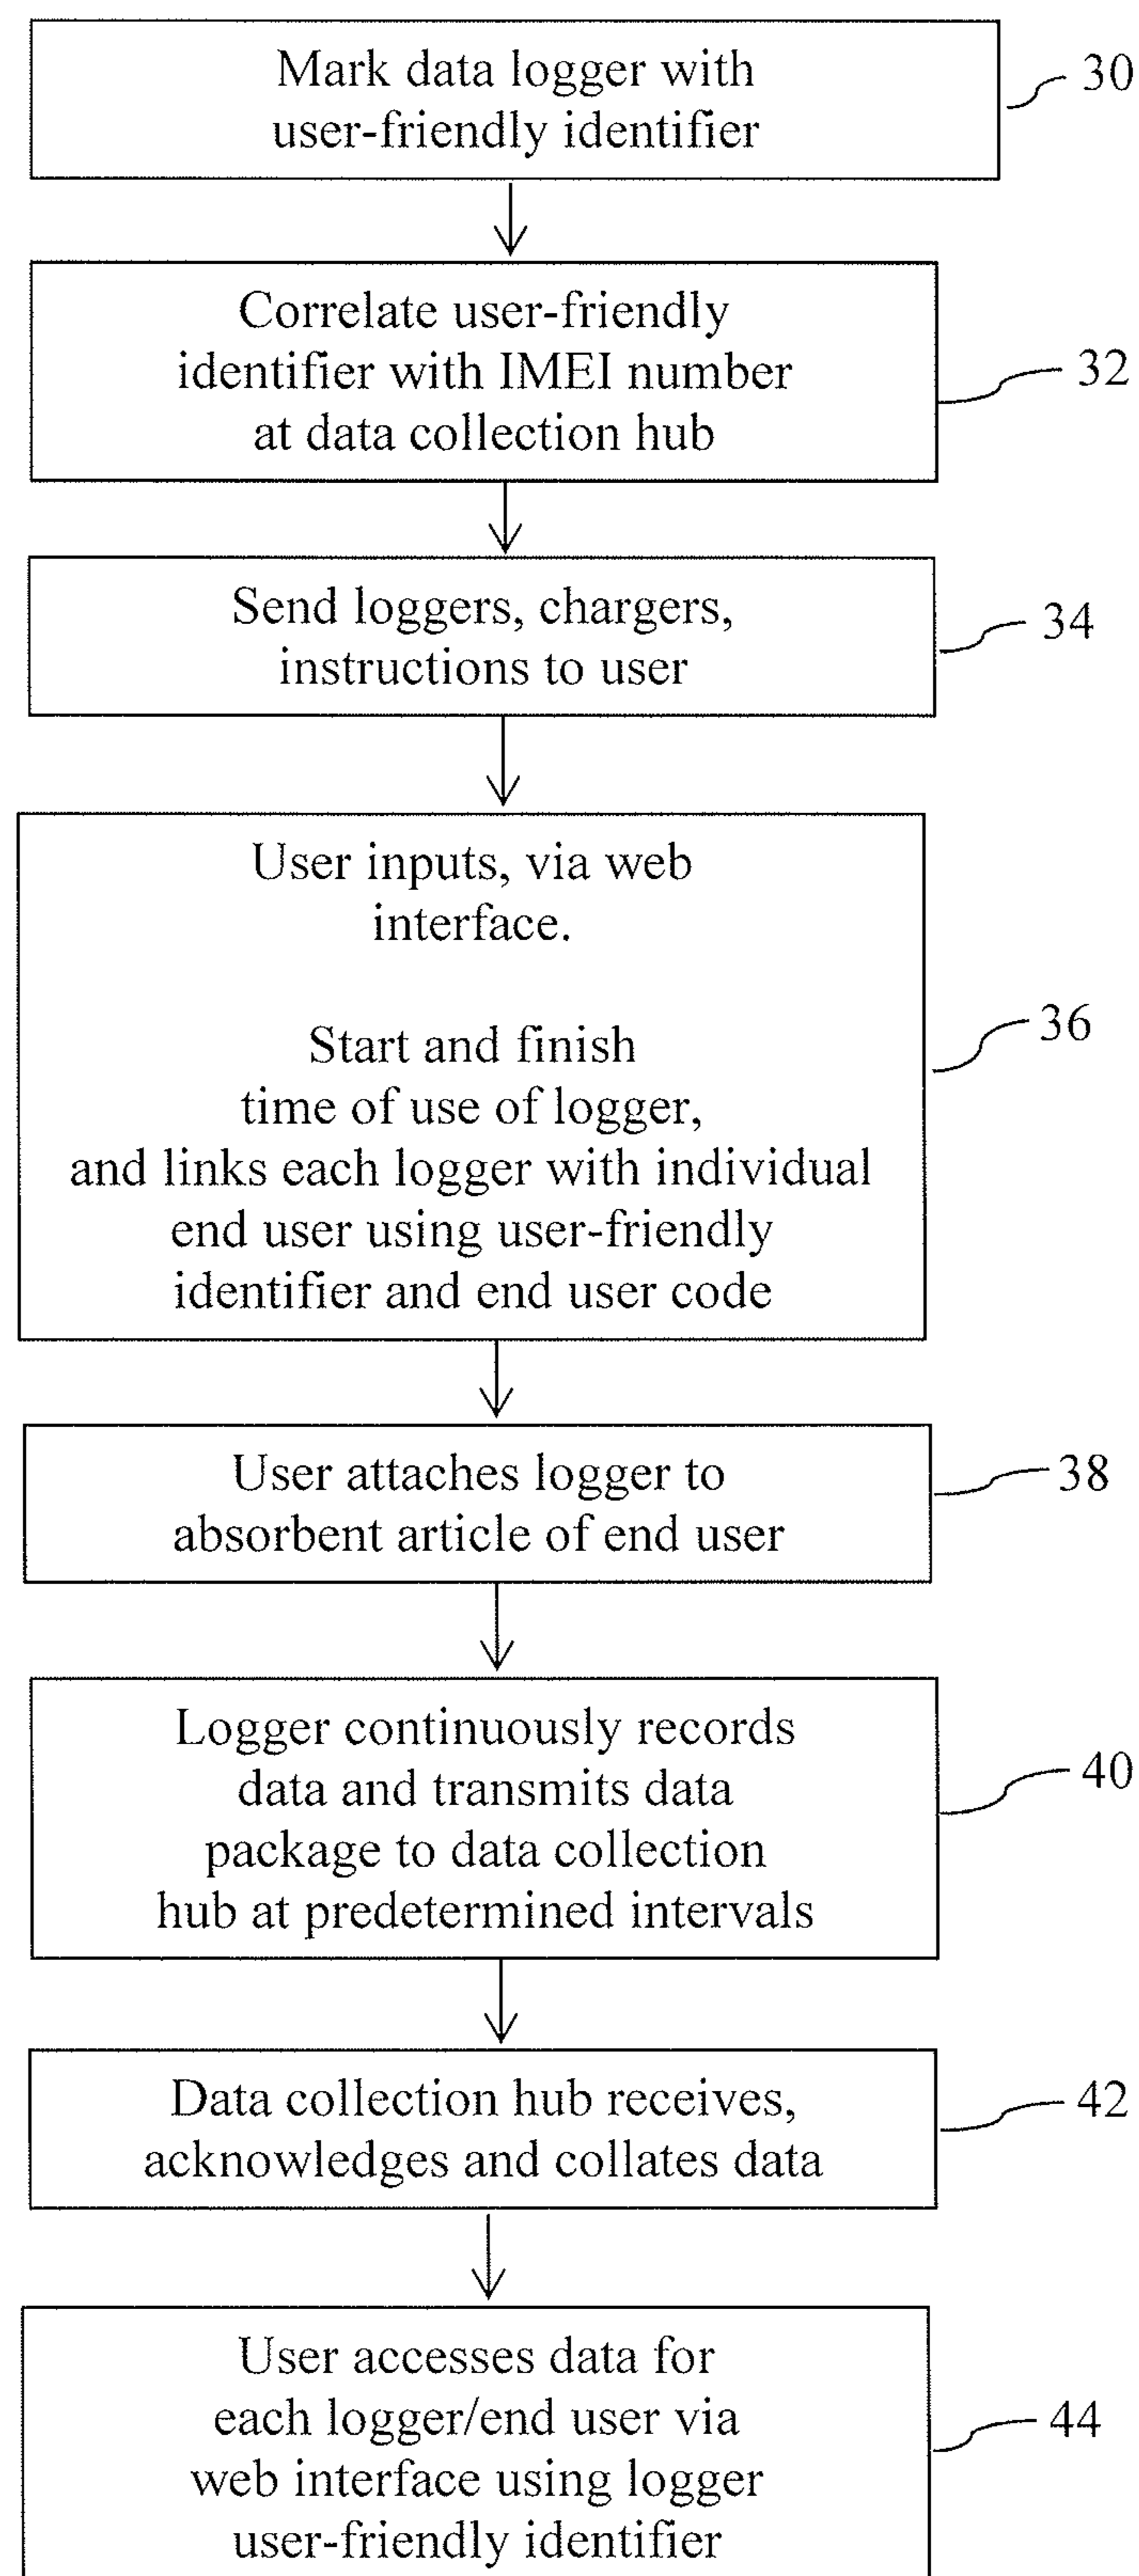 Mark data logger with
user-friendly identifier
30
Correlate user-friendly
identifier with IMEI number
at data collection hub
32
Send loggers, chargers,
instructions to user
34
User inputs, via web
interface.
Start and finish
time of use of logger,
and links each logger with individual
end user using user-friendly
identifier and end user code
36
User attaches logger to
absorbent article of end user
38
Logger continuously records
data and transmits data
package to data collection
hub at predetermined intervals
40
Data collection hub receives,
acknowledges and collates data
42
User accesses data for
each logger/end user via
web interface using logger
user-friendly identifier
44